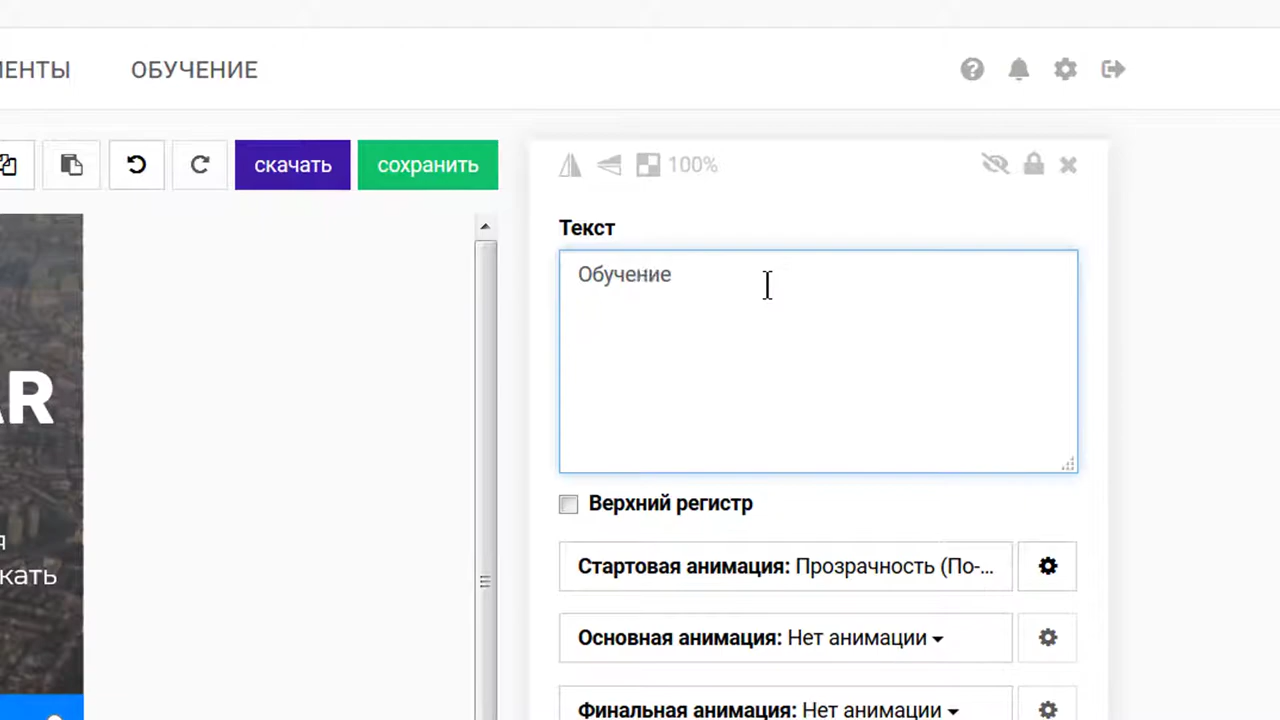 ОБУЧЕНИЕ
скачать
сохранить
100%
Текст
Обучение
AR
Верхний регистр
кать
Стартовая анимация: Прозрачность (По-...
Основная анимация: Нет анимации
Финальная анимация: Нет анимации